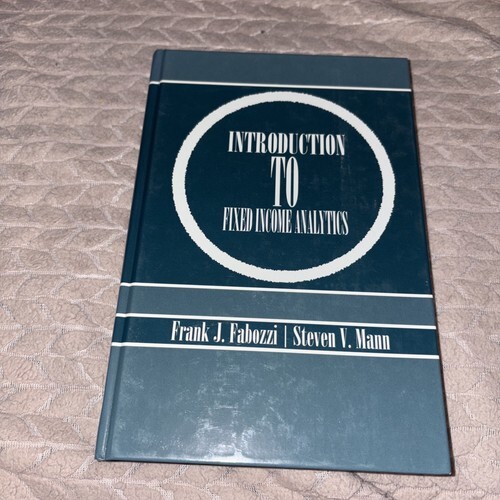 INTRODUCTION
TO
FIXED INCOME ANALYTICS
Frank J. Fabozzi | Steven V. Mann